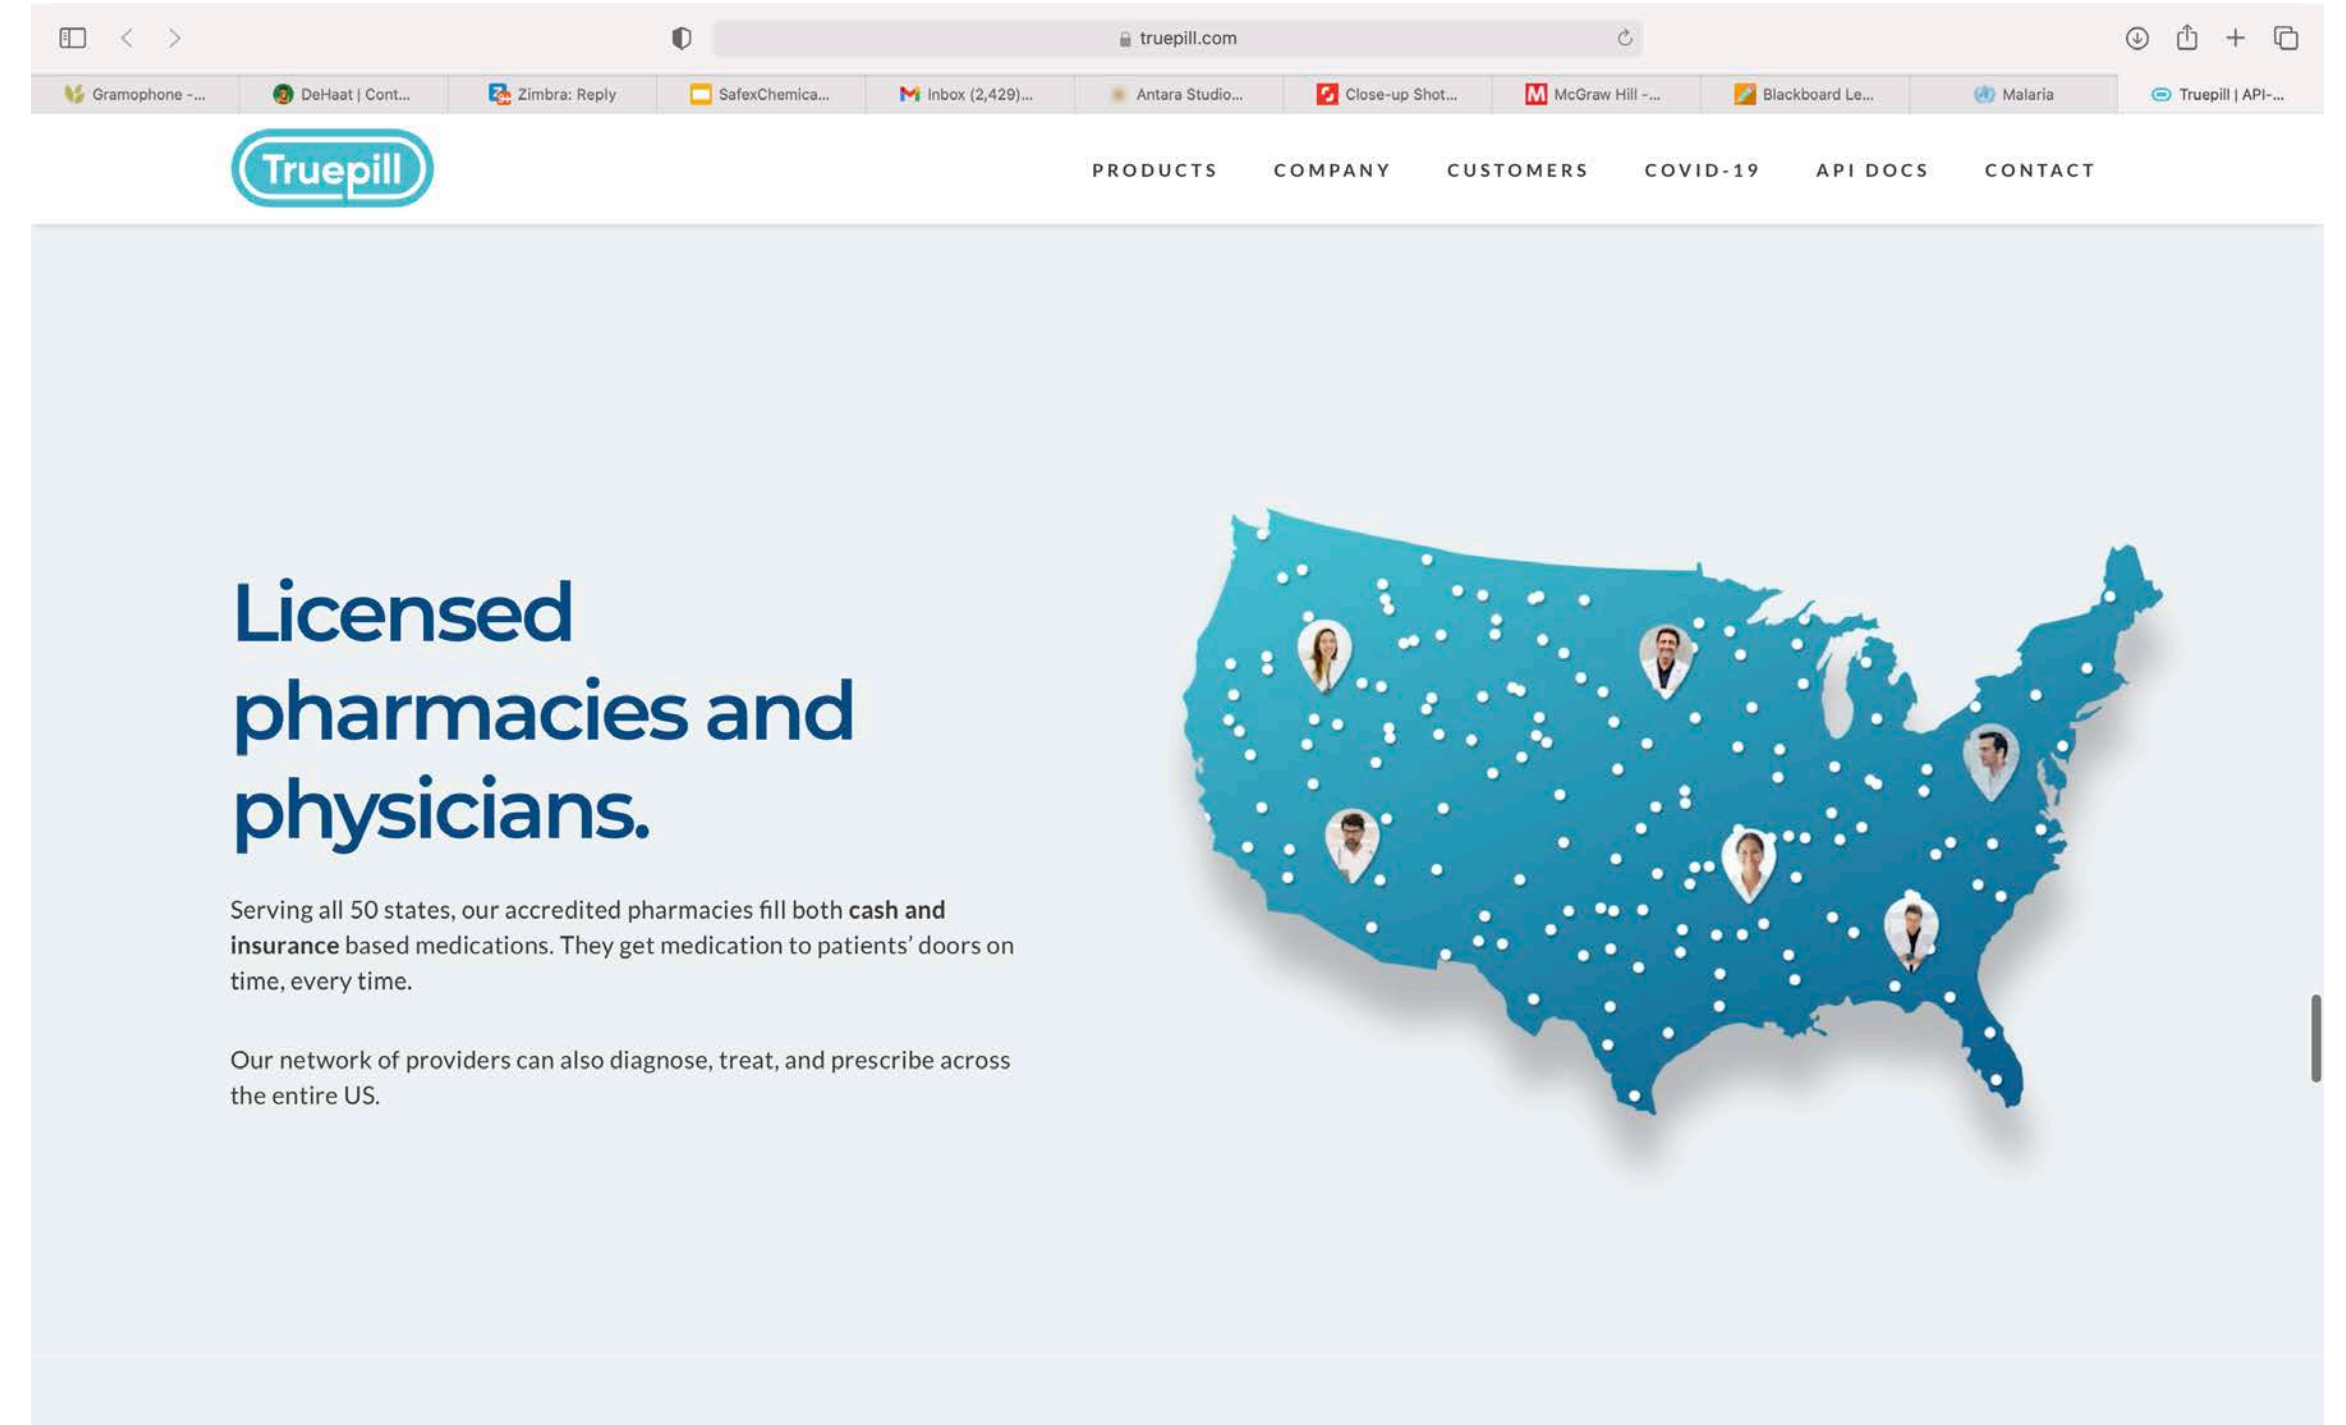 truepill.com
Gramophone -...
DeHaat | Cont...
Zimbra: Reply
SafexChemica...
Inbox (2,429)...
Antara Studio...
Close-up Shot...
McGraw Hill -...
Blackboard Le...
Malaria
Truepill | API-...
Truepill
PRODUCTS
COMPANY
CUSTOMERS
COVID-19
API DOCS
CONTACT
Licensed
pharmacies and
physicians.
Serving all 50 states, our accredited pharmacies fill both cash and
insurance based medications. They get medication to patients' doors on
time, every time.
Our network of providers can also diagnose, treat, and prescribe across
the entire US.